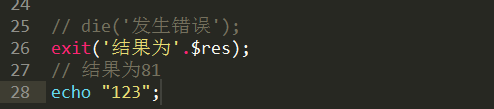 24
25 // die('发生错误');
26 exit('结果为'.$res);
27 // 结果为81
28 echo "123";